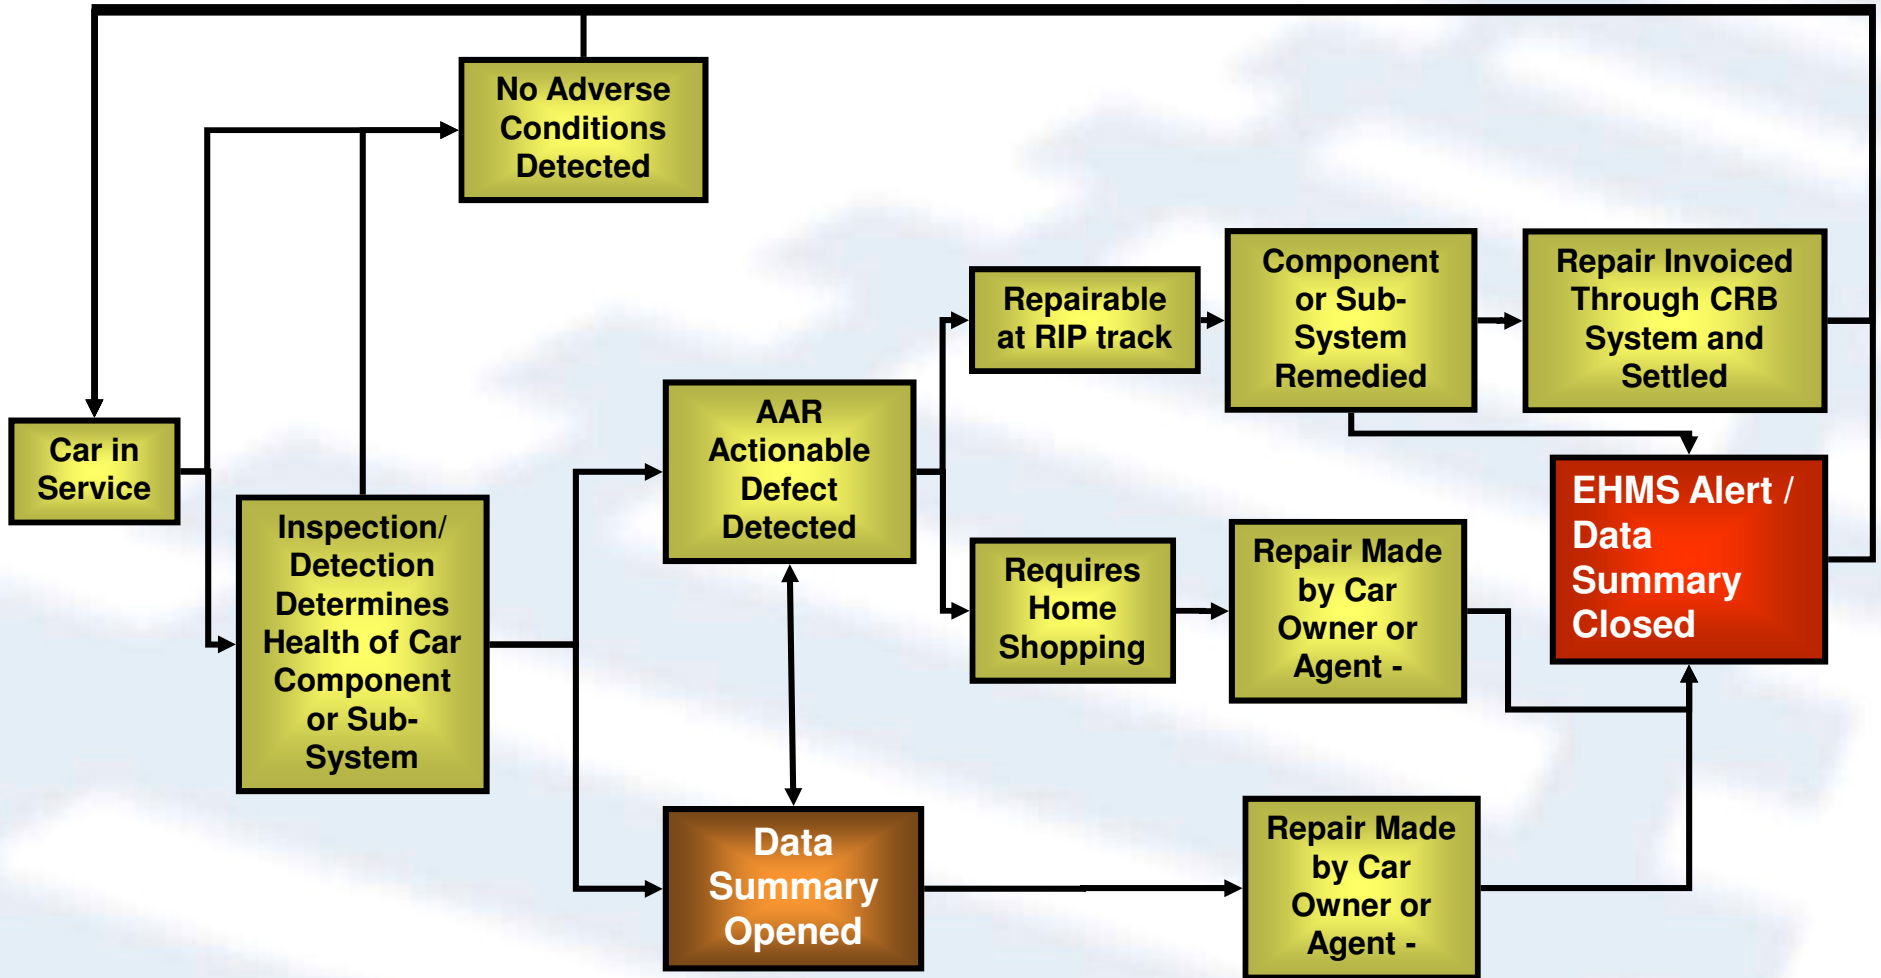 No Adverse
Conditions
Detected
Car in
Service
Inspection/
Detection
Determines
Health of Car
Component
or Sub-
System
AAR
Actionable
Defect
Detected
Data
Summary
Opened
Repairable
at RIP track
Requires
Home
Shopping
Component
or Sub-
System
Remedied
Repair Made
by Car
Owner or
Agent -
Repair Made
by Car
Owner or
Agent -
Repair Invoiced
Through CRB
System and
Settled
EHMS Alert /
Data
Summary
Closed